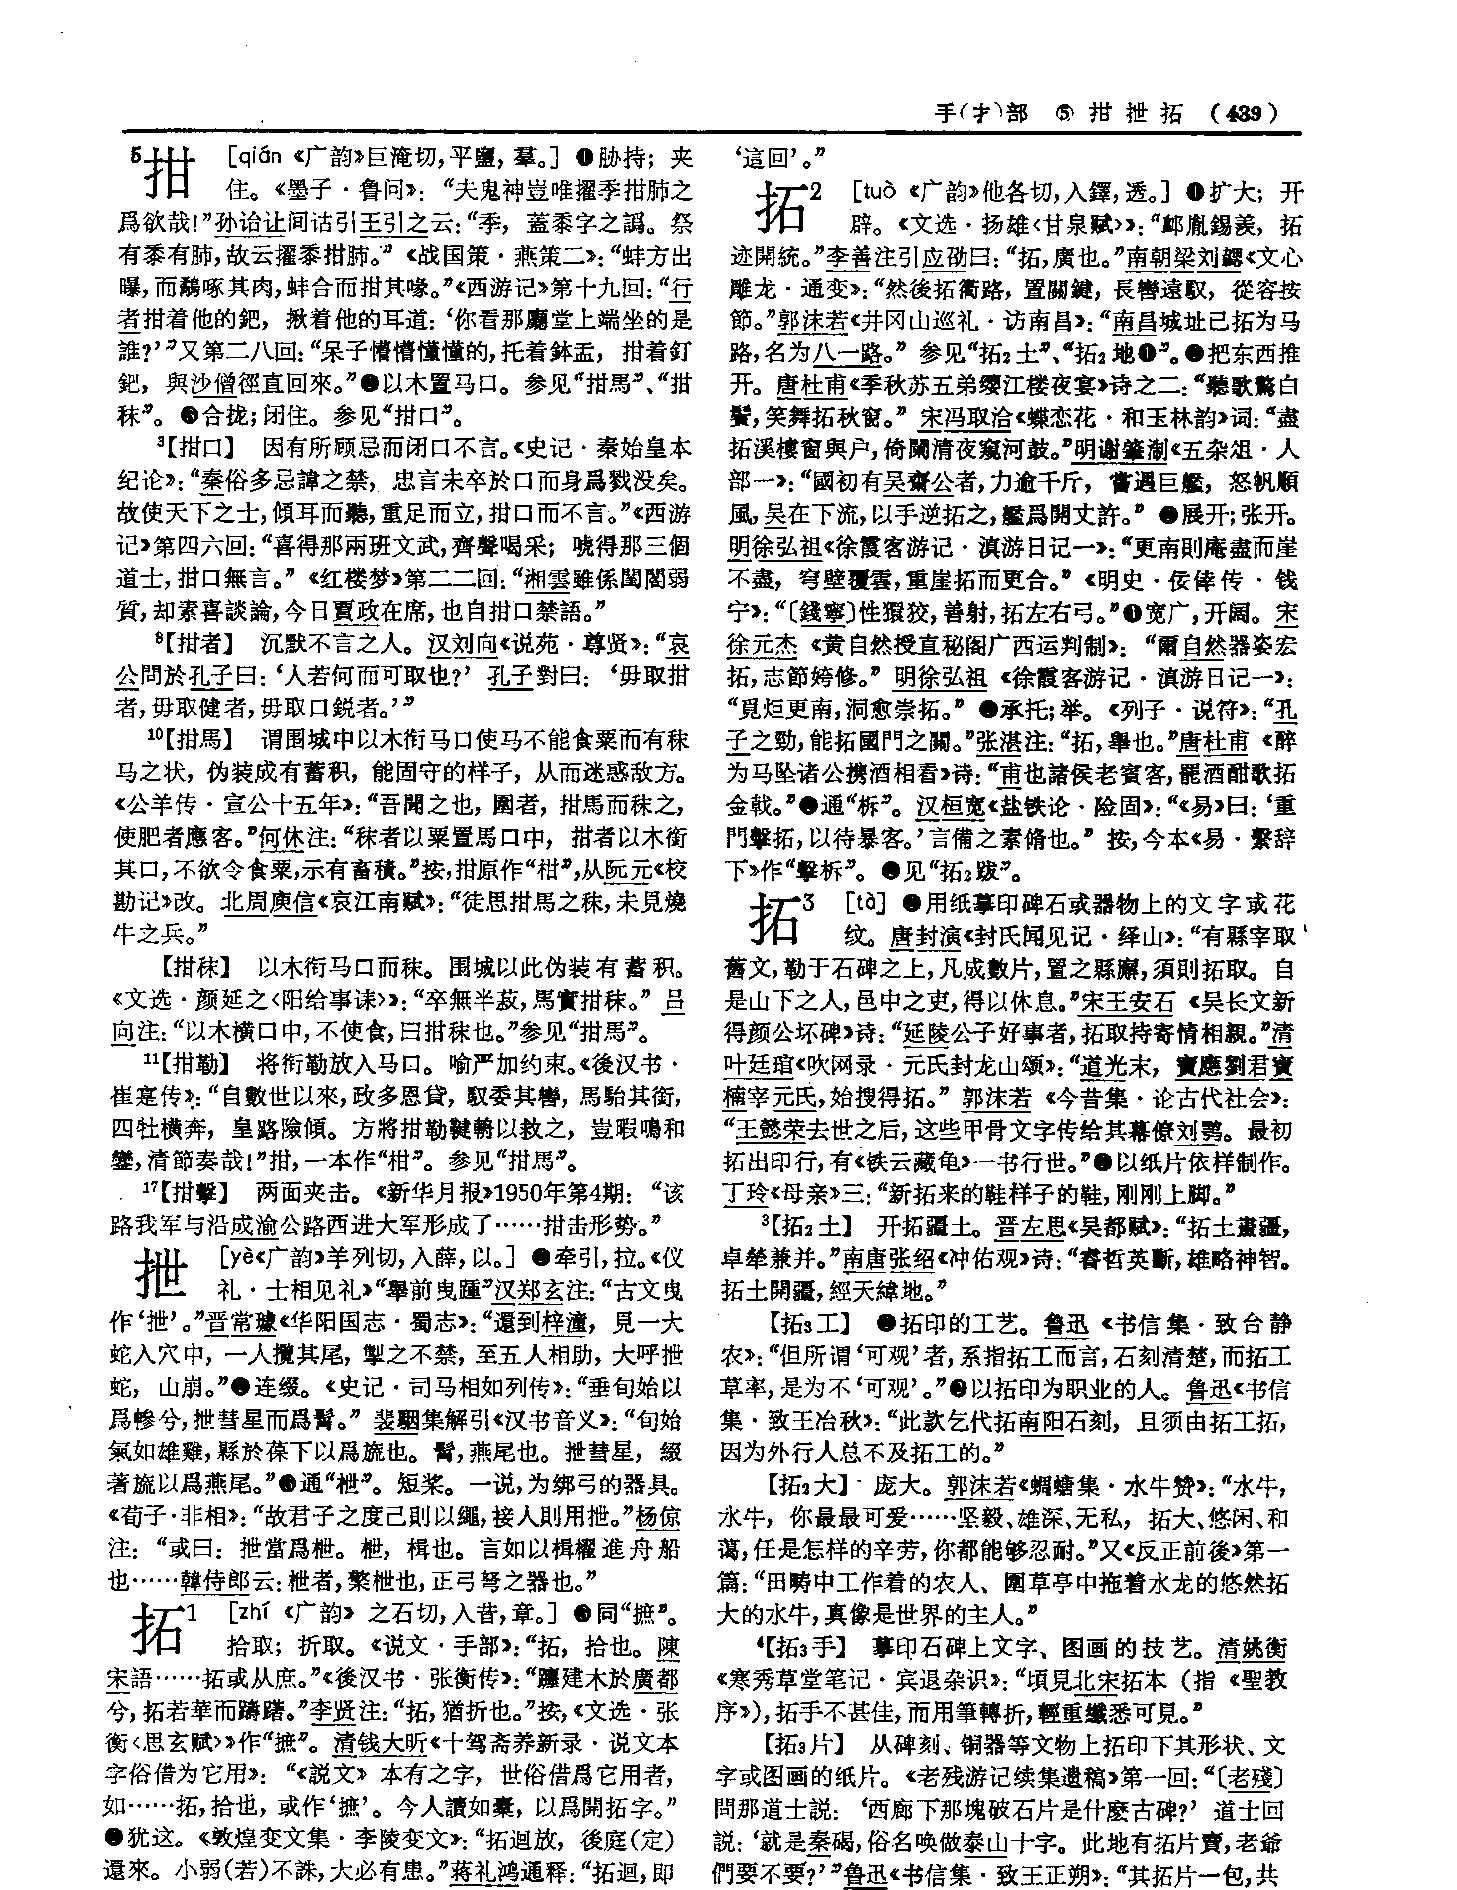 手(扌)部 ⑤ 拑抴拓 (439)
⁵拑 [qián《广韵》巨淹切,平鹽,羣。] ❶胁持；夹
住。《墨子·鲁问》：“夫鬼神豈唯擢季拑肺之
爲欲哉！”孙诒让间诂引王引之云：“季，蓋黍字之譌。祭
有黍有肺,故云擢黍拑肺。”《战国策·燕策二》：“蚌方出
曝,而鷸啄其肉,蚌合而拑其喙。”《西游记》第十九回：“行
者拑着他的鈀，揪着他的耳道：‘你看那廳堂上端坐的是
誰?’”又第二八回：“呆子懵懵懂懂的,托着鉢盂，拑着釘
鈀，與沙僧徑直回來。”❷以木置马口。参见“拑馬”、“拑
秣”。❸合拢；闭住。参见“拑口”。
³【拑口】 因有所顾忌而闭口不言。《史记·秦始皇本
纪论》：“秦俗多忌諱之禁，忠言未卒於口而身爲戮没矣。
故使天下之士,傾耳而聽,重足而立,拑口而不言。”《西游
记》第四六回：“喜得那兩班文武,齊聲喝采；唬得那三個
道士,拑口無言。”《红楼梦》第二二回：“湘雲雖係閨閣弱
質,却素喜談論,今日賈政在席,也自拑口禁語。”
⁸【拑者】 沉默不言之人。汉刘向《说苑·尊贤》：“哀
公問於孔子曰：‘人若何而可取也?’孔子對曰：‘毋取拑
者,毋取健者,毋取口鋭者。’”
¹⁰【拑馬】 谓围城中以木衔马口使马不能食粟而有秣
马之状，伪装成有蓄积，能固守的样子，从而迷惑敌方。
《公羊传·宣公十五年》：“吾聞之也，圍者，拑馬而秣之，
使肥者應客。”何休注：“秣者以粟置馬口中，拑者以木銜
其口,不欲令食粟,示有畜積。”按,拑原作“柑”,从阮元《校
勘记》改。北周庾信《哀江南赋》：“徒思拑馬之秣,未見燒
牛之兵。”
【拑秣】 以木衔马口而秣。围城以此伪装有蓄积。
《文选·颜延之〈阳给事诔〉》：“卒無半菽,馬實拑秣。”吕
向注：“以木横口中,不使食,曰拑秣也。”参见“拑馬”。
¹¹【拑勒】 将衔勒放入马口。喻严加约束。《後汉书·
崔寔传》：“自數世以來,政多恩貸，馭委其轡，馬駘其銜，
四牡横奔，皇路險傾。方將拑勒鞬輈以救之，豈暇鳴和
鑾,清節奏哉！”拑,一本作“柑”。参见“拑馬”。
¹⁷【拑擊】 两面夹击。《新华月报》1950年第4期：“该
路我军与沿成渝公路西进大军形成了……拑击形势。”
抴 [yè《广韵》羊列切,入薛,以。] ❶牵引,拉。《仪
礼·士相见礼》“舉前曳踵”汉郑玄注：“古文曳
作‘抴’。”晋常璩《华阳国志·蜀志》：“還到梓潼，見一大
蛇入穴中，一人攬其尾，掣之不禁，至五人相助，大呼抴
蛇，山崩。”❷连缀。《史记·司马相如列传》：“垂旬始以
爲幓兮,抴彗星而爲髾。”裴駰集解引《汉书音义》：“旬始
氣如雄雞,縣於葆下以爲旒也。髾,燕尾也。抴彗星，綴
著旒以爲燕尾。”❸通“枻”。短桨。一说,为绑弓的器具。
《荀子·非相》：“故君子之度己則以繩,接人則用抴。”杨倞
注：“或曰：抴當爲枻。枻，楫也。言如以楫櫂進舟船
也……韓侍郎云：枻者,檠枻也,正弓弩之器也。”
拓¹ [zhí《广韵》之石切,入昔,章。] ❶同“摭”。
拾取；折取。《说文·手部》：“拓，拾也。陳
宋語……拓或从庶。”《後汉书·张衡传》：“躔建木於廣都
兮,拓若華而躊躇。”李贤注：“拓,猶折也。”按,《文选·张
衡〈思玄赋〉》作“摭”。清钱大昕《十驾斋养新录·说文本
字俗借为它用》：“《説文》本有之字，世俗借爲它用者，
如……拓,拾也，或作‘摭’。今人讀如橐，以爲開拓字。”
❷犹这。《敦煌变文集·李陵变文》：“拓迴放，後庭(定)
還來。小弱(若)不誅,大必有患。”蒋礼鸿通释：“拓迴,即
‘這回’。”
拓² [tuò《广韵》他各切,入鐸,透。] ❶扩大；开
辟。《文选·扬雄〈甘泉赋〉》：“卹胤錫羡，拓
迹開統。”李善注引应劭曰：“拓,廣也。”南朝梁刘勰《文心
雕龙·通变》：“然後拓衢路，置關鍵，長轡遠馭，從容按
節。”郭沫若《井冈山巡礼·访南昌》：“南昌城址已拓为马
路,名为八一路。”参见“拓₂土”、“拓₂地❶”。❷把东西推
开。唐杜甫《季秋苏五弟缨江楼夜宴》诗之二：“聽歌驚白
鬢,笑舞拓秋窗。”宋冯取洽《蝶恋花·和玉林韵》词：“盡
拓溪樓窗與户,倚闌清夜窺河鼓。”明谢肇淛《五杂俎·人
部一》：“國初有吴齋公者,力逾千斤，嘗遇巨艦，怒帆順
風,吴在下流,以手逆拓之,艦爲開丈許。”❸展开；张开。
明徐弘祖《徐霞客游记·滇游日记一》：“更南則庵盡而崖
不盡，穹壁覆雲,重崖拓而更合。”《明史·佞倖传·钱
宁》：“〔錢寧〕性猥狡,善射,拓左右弓。”❹宽广,开阔。宋
徐元杰《黄自然授直秘阁广西运判制》：“爾自然器姿宏
拓,志節姱修。”明徐弘祖《徐霞客游记·滇游日记一》：
“覓炬更南,洞愈崇拓。”❺承托；举。《列子·说符》：“孔
子之勁,能拓國門之關。”张湛注：“拓,舉也。”唐杜甫《醉
为马坠诸公携酒相看》诗：“甫也諸侯老賓客,罷酒酣歌拓
金戟。”❻通“柝”。汉桓宽《盐铁论·险固》：“《易》曰：‘重
門擊拓,以待暴客。’言備之素脩也。”按,今本《易·繫辞
下》作“擊柝”。❼见“拓₂跋”。
拓³ [tà] ❶用纸摹印碑石或器物上的文字或花
纹。唐封演《封氏闻见记·绎山》：“有縣宰取
舊文,勒于石碑之上,凡成數片,置之縣廨,須則拓取。自
是山下之人,邑中之吏,得以休息。”宋王安石《吴长文新
得颜公坏碑》诗：“延陵公子好事者,拓取持寄情相親。”清
叶廷琯《吹网录·元氏封龙山颂》：“道光末，寶應劉君寶
楠宰元氏,始搜得拓。”郭沫若《今昔集·论古代社会》：
“王懿荣去世之后,这些甲骨文字传给其幕僚刘鹗。最初
拓出印行,有《铁云藏龟》一书行世。”❷以纸片依样制作。
丁玲《母亲》三：“新拓来的鞋样子的鞋,刚刚上脚。”
³【拓₂土】 开拓疆土。晋左思《吴都赋》：“拓土畫疆，
卓犖兼并。”南唐张绍《冲佑观》诗：“睿哲英斷,雄略神智。
拓土開疆,經天緯地。”
【拓₃工】 ❶拓印的工艺。鲁迅《书信集·致台静
农》：“但所谓‘可观’者,系指拓工而言,石刻清楚,而拓工
草率,是为不‘可观’。”❷以拓印为职业的人。鲁迅《书信
集·致王冶秋》：“此款乞代拓南阳石刻，且须由拓工拓，
因为外行人总不及拓工的。”
【拓₂大】 庞大。郭沫若《蜩螗集·水牛赞》：“水牛，
水牛，你最最可爱……坚毅、雄深、无私，拓大、悠闲、和
蔼,任是怎样的辛劳,你都能够忍耐。”又《反正前後》第一
篇：“田畴中工作着的农人、圍草亭中拖着水龙的悠然拓
大的水牛,真像是世界的主人。”
⁴【拓₃手】 摹印石碑上文字、图画的技艺。清姚衡
《寒秀草堂笔记·宾退杂识》：“頃見北宋拓本（指《聖教
序》）,拓手不甚佳,而用筆轉折,輕重纖悉可見。”
【拓₃片】 从碑刻、铜器等文物上拓印下其形状、文
字或图画的纸片。《老残游记续集遗稿》第一回：“〔老殘〕
問那道士説：‘西廊下那塊破石片是什麽古碑?’道士回
説：‘就是秦碣,俗名唤做泰山十字。此地有拓片賣,老爺
們要不要?’”鲁迅《书信集·致王正朔》：“其拓片一包,共